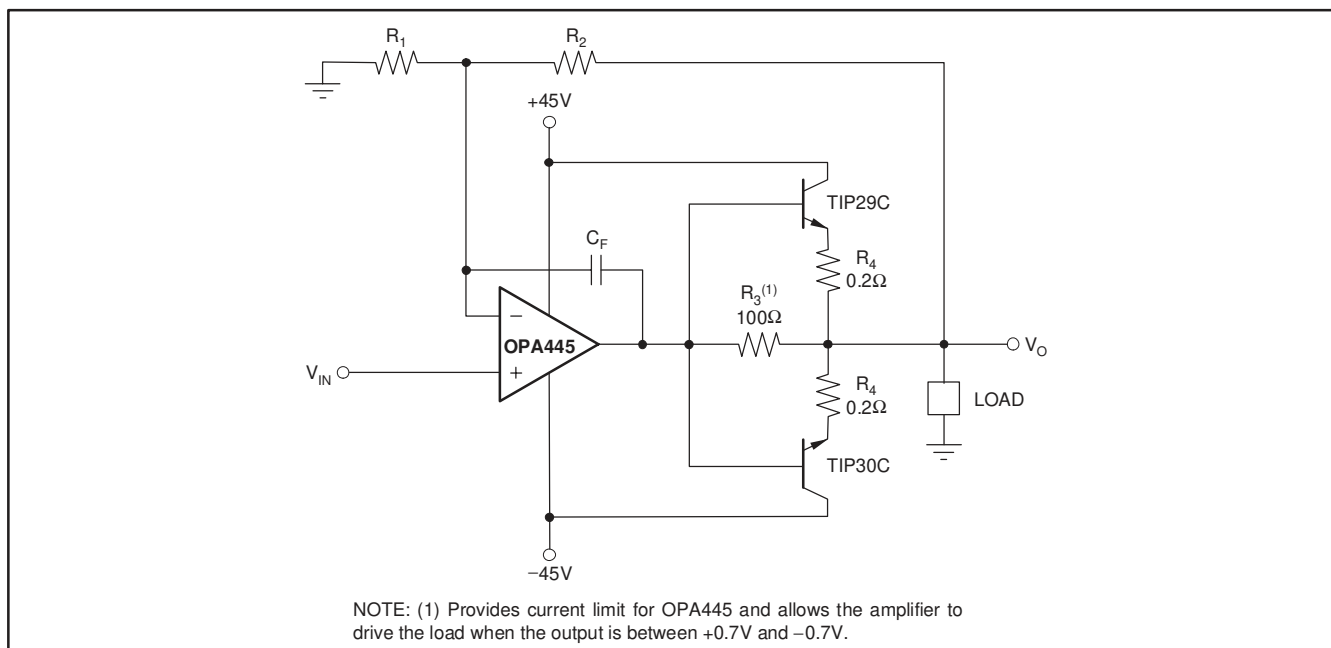 R1
R2
+45V
TIP29C
CF
R4
0.2Ω
R3(1)
100Ω
−
OPA445
+
VIN
VO
R4
0.2Ω
LOAD
TIP30C
−45V
NOTE: (1) Provides current limit for OPA445 and allows the amplifier to
drive the load when the output is between +0.7V and −0.7V.